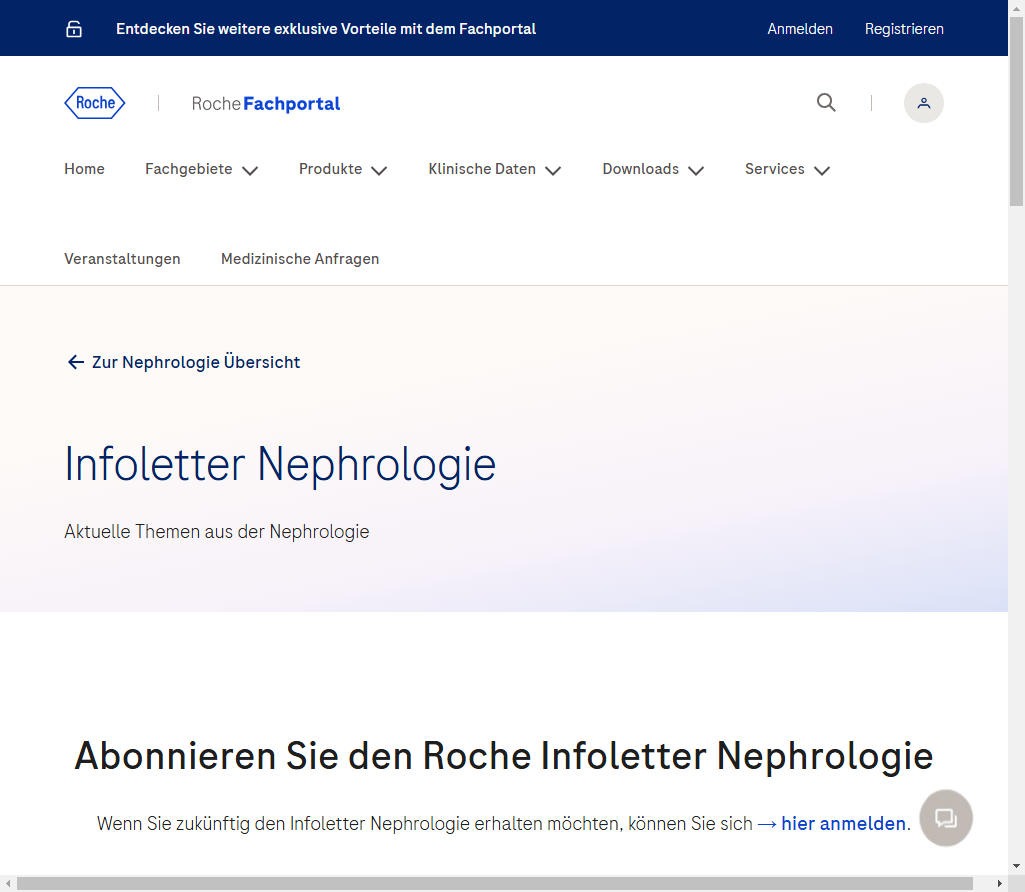 Entdecken Sie weitere exklusive Vorteile mit dem Fachportal
Anmelden
Registrieren
Roche
Roche Fachportal
Home
Fachgebiete
Produkte
Klinische Daten
Downloads
Services
Veranstaltungen
Medizinische Anfragen
← Zur Nephrologie Übersicht
Infoletter Nephrologie
Aktuelle Themen aus der Nephrologie
Abonnieren Sie den Roche Infoletter Nephrologie
Wenn Sie zukünftig den Infoletter Nephrologie erhalten möchten, können Sie sich → hier anmelden.